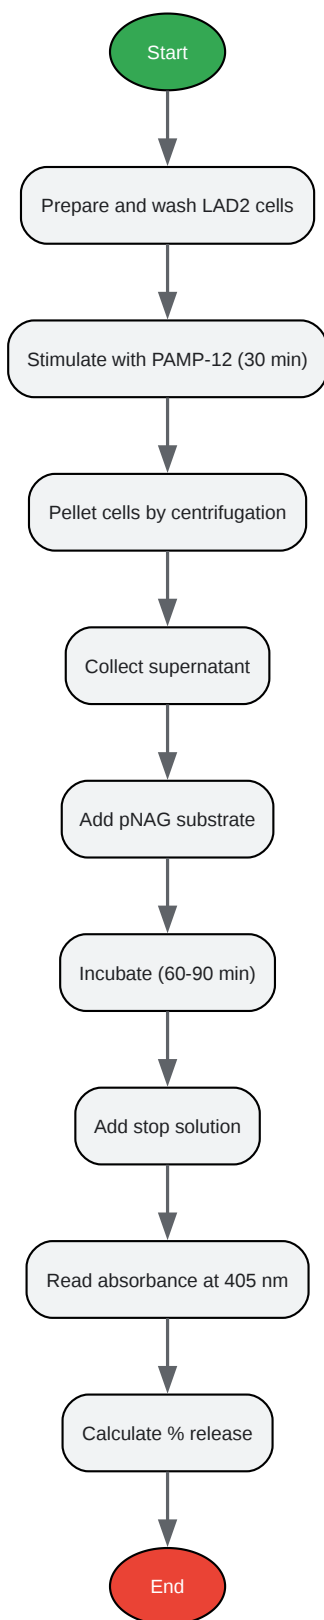 Start
Prepare and wash LAD2 cells
Stimulate with PAMP-12 (30 min)
Pellet cells by centrifugation
Collect supernatant
Add pNAG substrate
Incubate (60-90 min)
Add stop solution
Read absorbance at 405 nm
Calculate % release
End